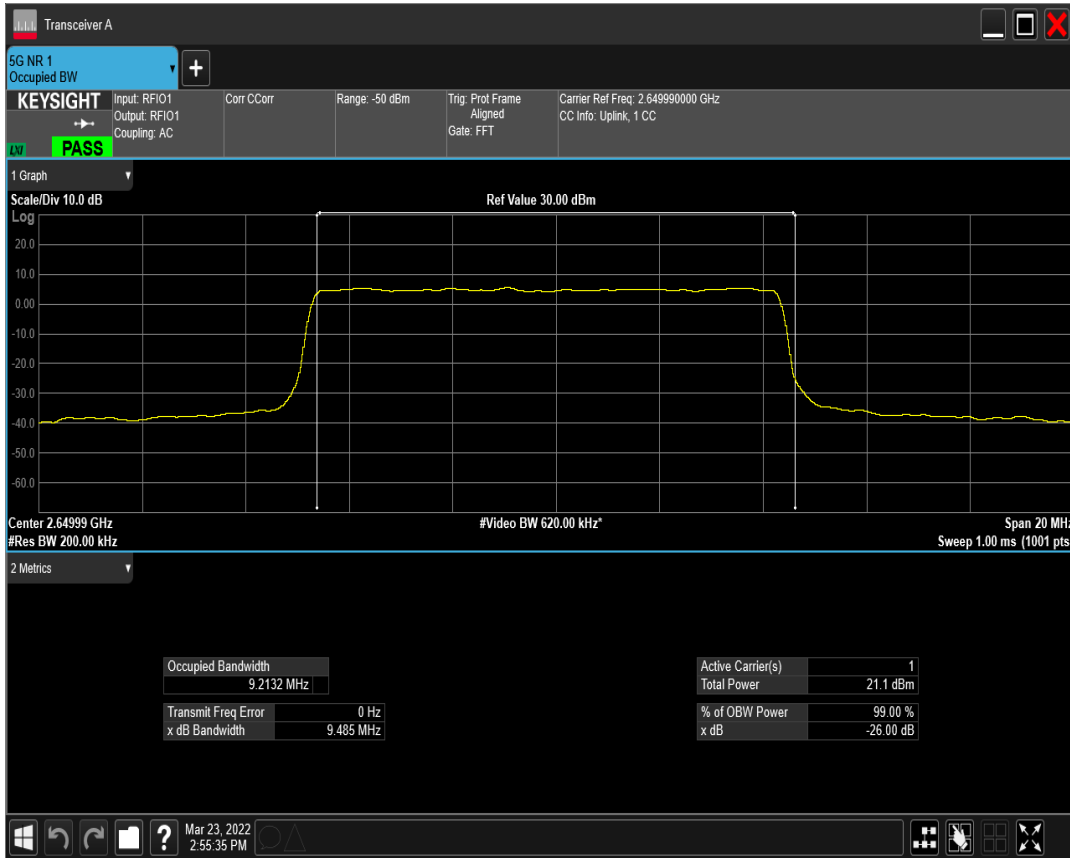 Transceiver A
5G NR 1
Occupied BW
KEYSIGHT
Input: RFIO1
Output: RFIO1
Coupling: AC
LXI
PASS
Corr CCorr
Range: -50 dBm
Trig: Prot Frame
Aligned
Gate: FFT
Carrier Ref Freq: 2.649990000 GHz
CC Info: Uplink, 1 CC
1 Graph
Scale/Div 10.0 dB
Ref Value 30.00 dBm
Log
20.0
10.0
0.00
-10.0
-20.0
-30.0
-40.0
-50.0
-60.0
Center 2.64999 GHz
#Video BW 620.00 kHz*
Span 20 MHz
#Res BW 200.00 kHz
Sweep 1.00 ms (1001 pts
2 Metrics
Occupied Bandwidth
9.2132 MHz
Transmit Freq Error 0 Hz
x dB Bandwidth 9.485 MHz
Active Carrier(s) 1
Total Power 21.1 dBm
% of OBW Power 99.00 %
x dB -26.00 dB
?
Mar 23, 2022
2:55:35 PM